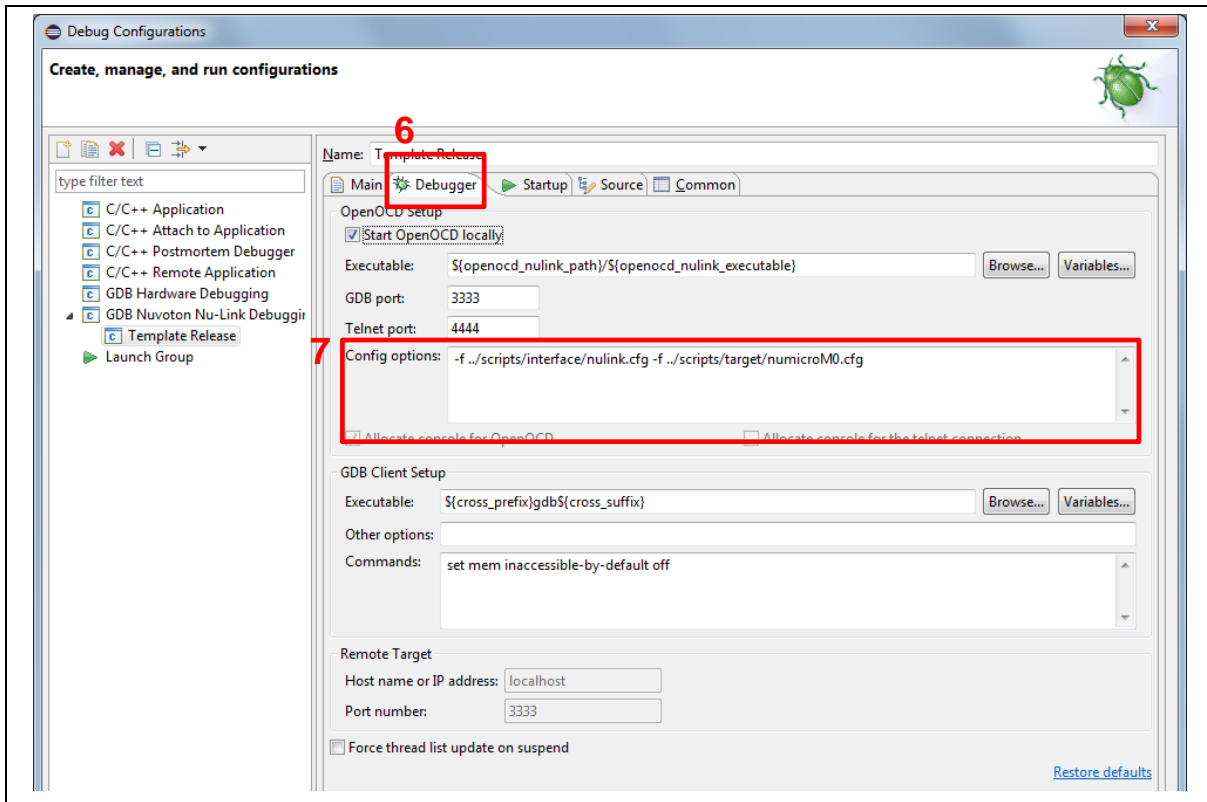 Debug Configurations
Create, manage, and run configurations
6
type filter text
C/C++ Application
C/C++ Attach to Application
C/C++ Postmortem Debugger
C/C++ Remote Application
GDB Hardware Debugging
GDB Nuvoton Nu-Link Debuggin
Template Release
Launch Group
Name: Template Release
Main Debugger Startup Source Common
OpenOCD Setup
Start OpenOCD locally
Executable: ${openocd_nulink_path}/${openocd_nulink_executable} Browse... Variables...
GDB port: 3333
Telnet port: 4444
7
Config options: -f ../scripts/interface/nulink.cfg -f ../scripts/target/numicroM0.cfg
Allocate console for OpenOCD Allocate console for the telnet connection
GDB Client Setup
Executable: ${cross_prefix}gdb${cross_suffix} Browse... Variables...
Other options:
Commands: set mem inaccessible-by-default off
Remote Target
Host name or IP address: localhost
Port number: 3333
Force thread list update on suspend
Restore defaults